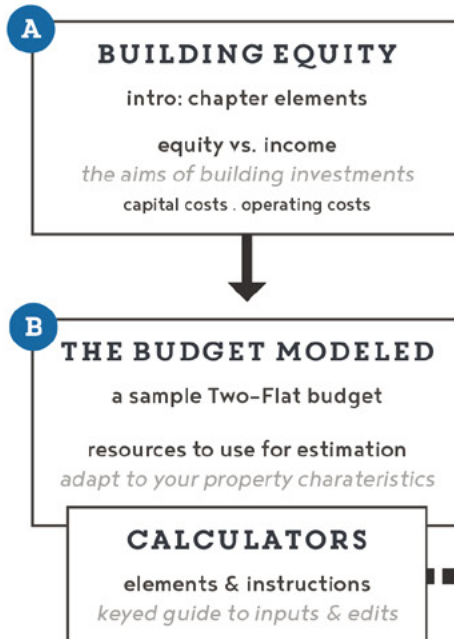 A
BUILDING EQUITY
intro: chapter elements
equity vs. income
the aims of building investments
capital costs . operating costs
B
THE BUDGET MODELED
a sample Two-Flat budget
resources to use for estimation
adapt to your property charateristics
CALCULATORS
elements & instructions
keyed guide to inputs & edits